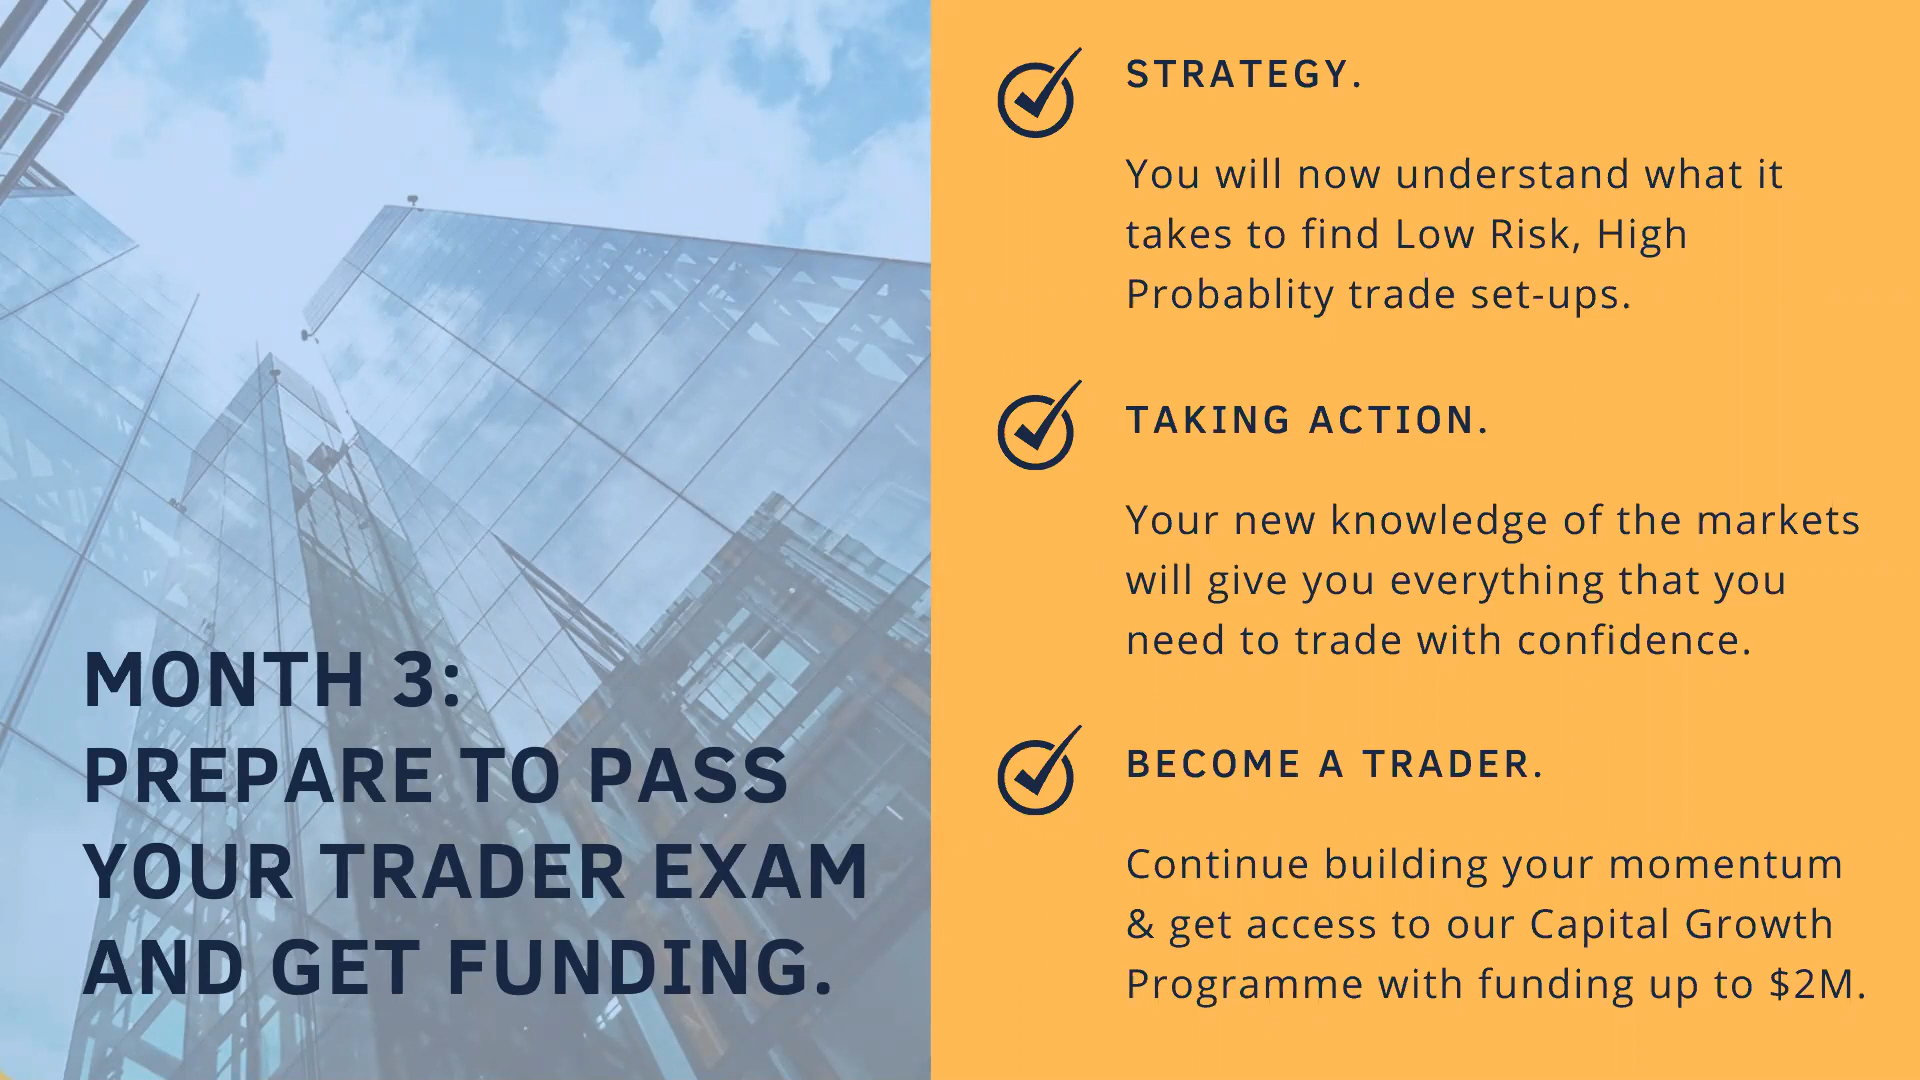 MONTH 3:
PREPARE TO PASS
YOUR TRADER EXAM
AND GET FUNDING.
STRATEGY.
You will now understand what it
takes to find Low Risk, High
Probablity trade set-ups.
TAKING ACTION.
Your new knowledge of the markets
will give you everything that you
need to trade with confidence.
BECOME A TRADER.
Continue building your momentum
& get access to our Capital Growth
Programme with funding up to $2M.